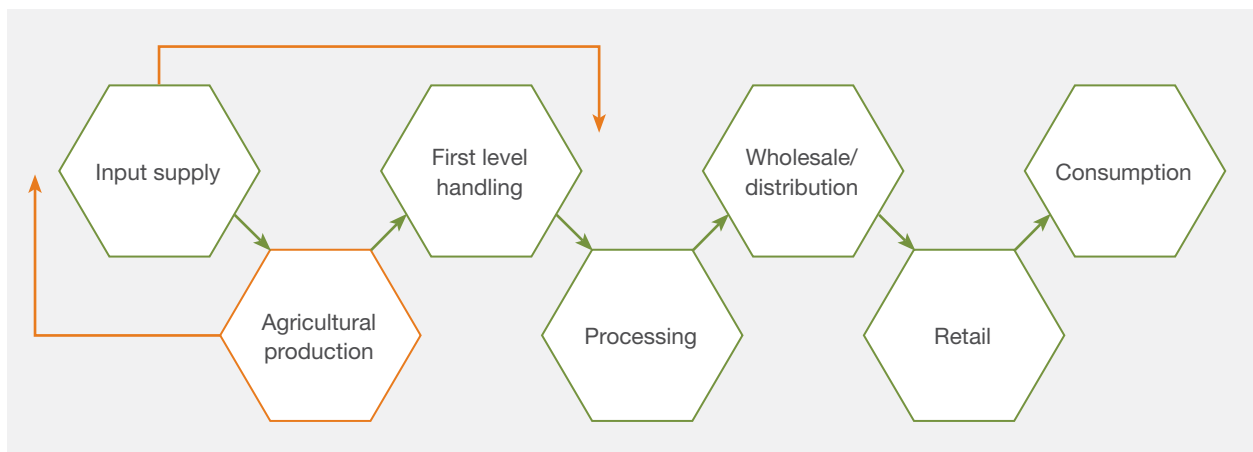 Input supply
Agricultural
production
First level
handling
Processing
Wholesale/
distribution
Retail
Consumption